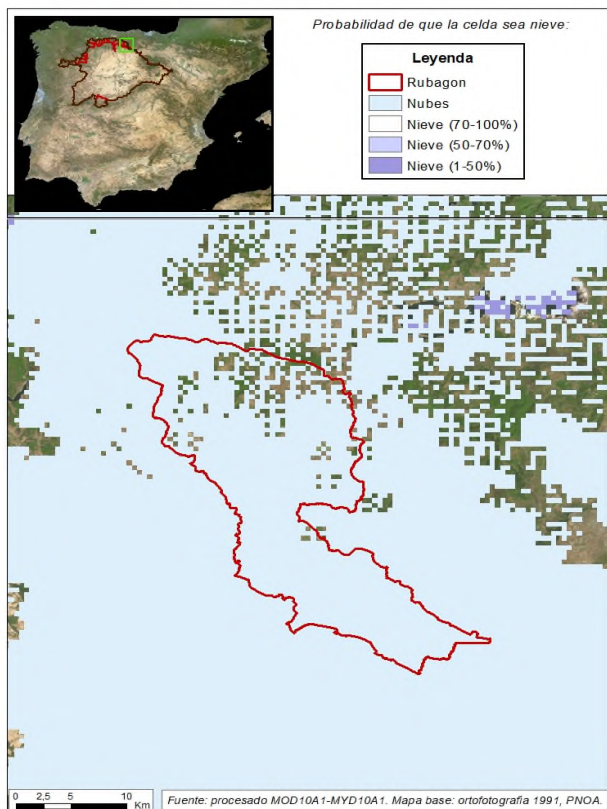 Probabilidad de que la celda sea nieve:
Leyenda
Rubagon
Nubes
Nieve (70-100%)
Nieve (50-70%)
Nieve (1-50%)
0 2,5 5 10
Km
Fuente: procesado MOD10A1-MYD10A1. Mapa base: ortofotografia 1991, PNOA